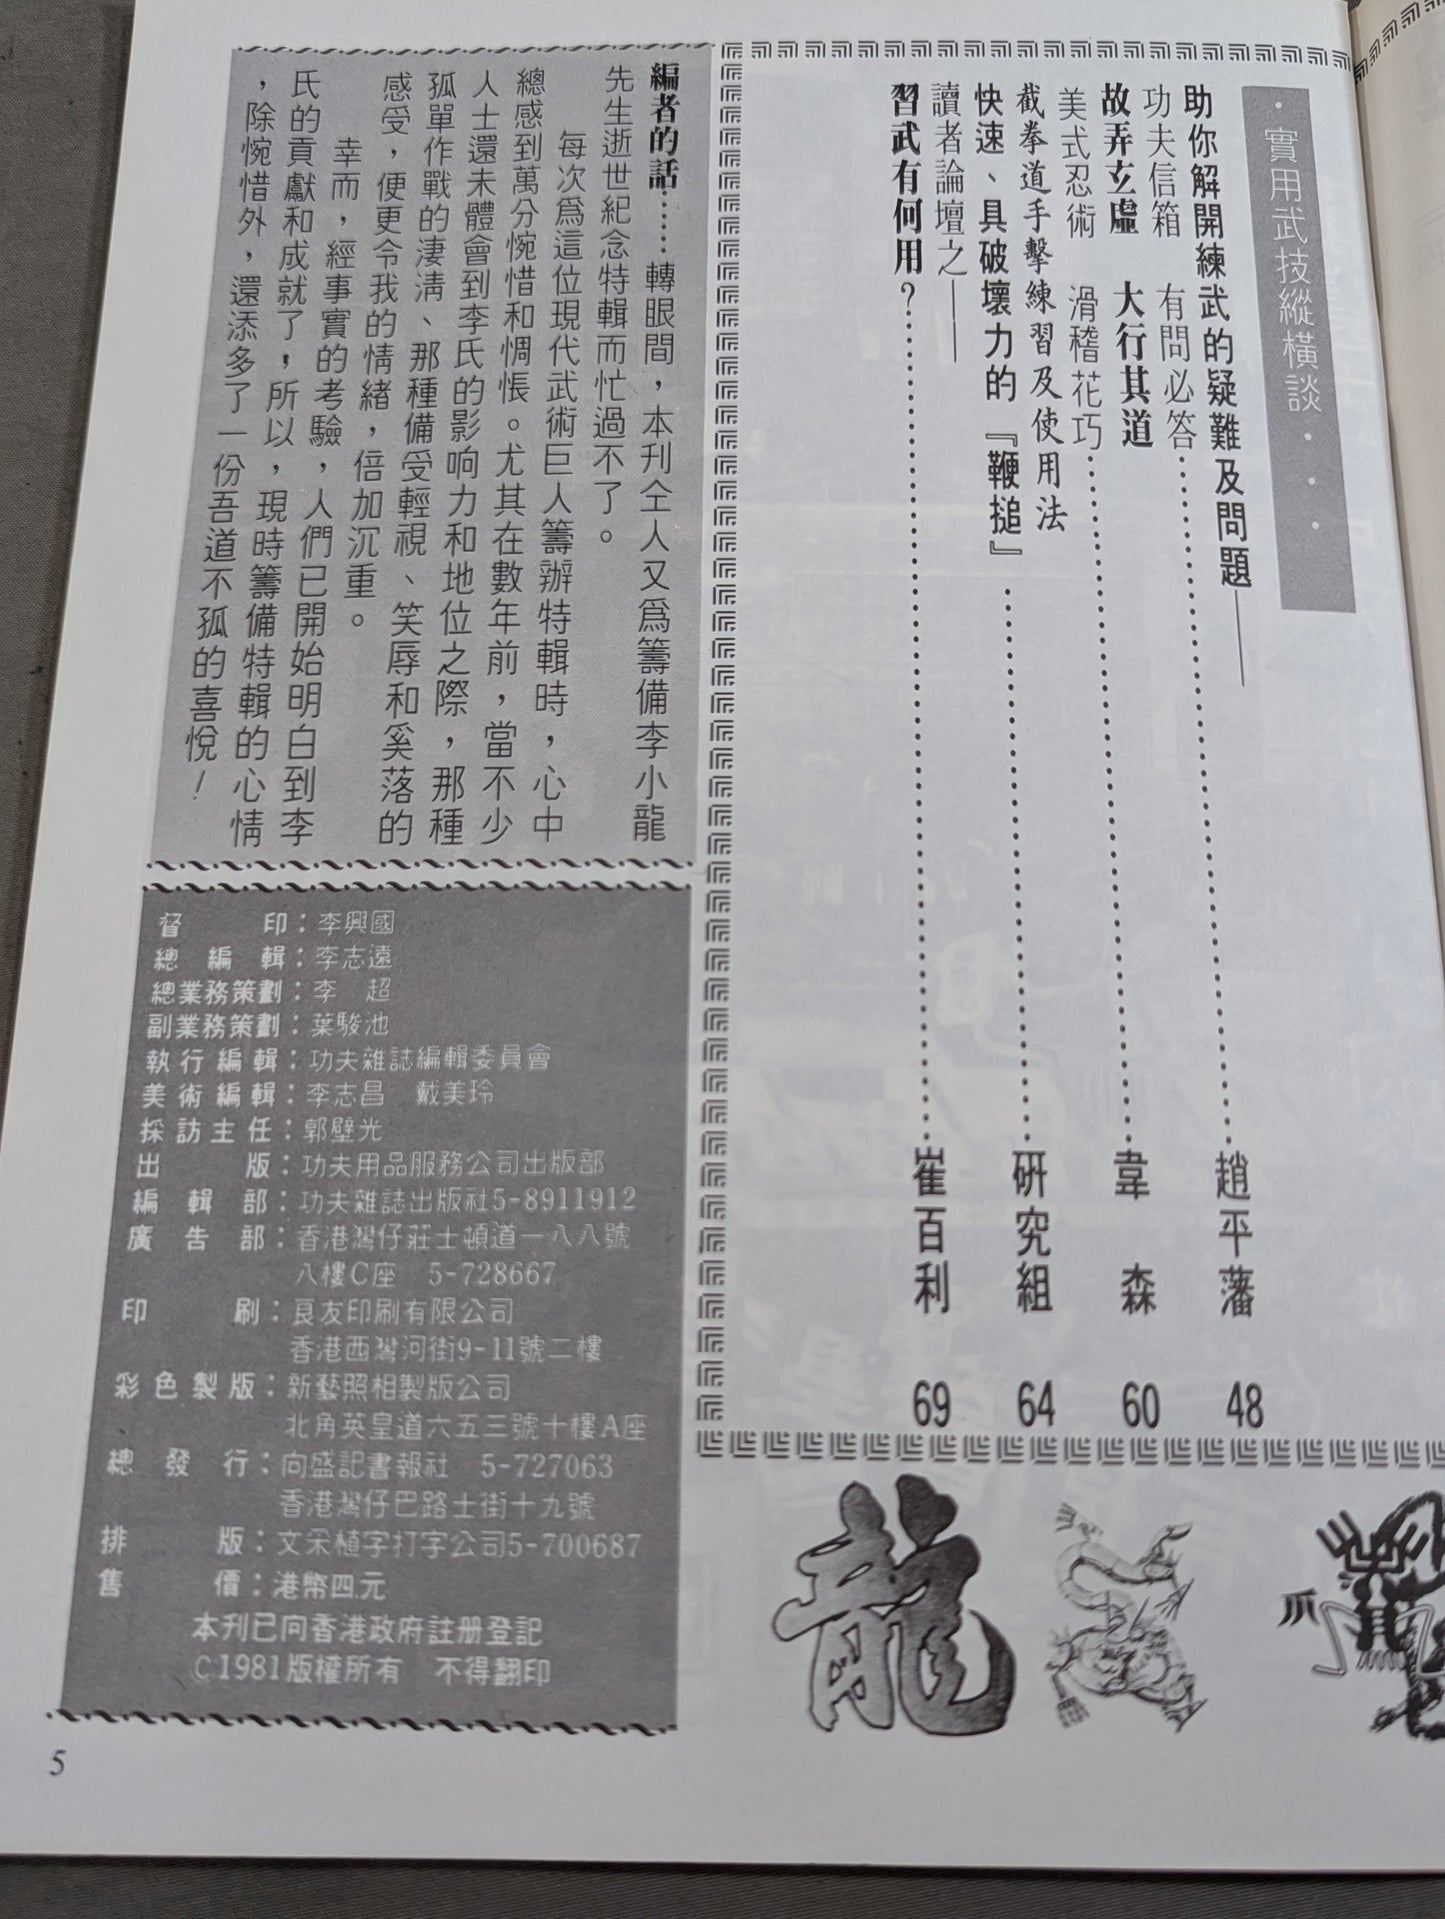 ·實用武技縱橫談···
助你解開練武的疑難及問題——
功夫信箱 有問必答……趙平藩 48
故弄玄虛 大行其道
美式忍術 滑稽花巧……韋森 60
截拳道手擊練習及使用法
快速、具破壞力的『鞭搥』……研究組 64
讀者論壇之——
習武有何用？……崔百利 69
編者的話……轉眼間，本刊仝人又爲籌備李小龍
先生逝世紀念特輯而忙過不了。
每次爲這位現代武術巨人籌辦特輯時，心中
總感到萬分惋惜和惆悵。尤其在數年前，當不少
人士還未體會到李氏的影响力和地位之際，那種
孤單作戰的淒淸、那種備受輕視、笑辱和奚落的
感受，便更令我的情緒，倍加沉重。
幸而，經事實的考驗，人們已開始明白到李
氏的貢獻和成就了，所以，現時籌備特輯的心情
，除惋惜外，還添多了一份吾道不孤的喜悅！
督印：李興國
總編輯：李志遠
總業務策劃：李 超
副業務策劃：葉駿池
執行編輯：功夫雜誌編輯委員會
美術編輯：李志昌 戴美玲
採訪主任：郭壁光
出版：功夫用品服務公司出版部
編輯部：功夫雜誌出版社5-8911912
廣告部：香港灣仔莊士頓道一八八號
八樓C座 5-728667
印刷：良友印刷有限公司
香港西灣河街9-11號二樓
彩色製版：新藝照相製版公司
北角英皇道六五三號十樓A座
總發行：向盛記書報社 5-727063
香港灣仔巴路士街十九號
排版：文采植字打字公司5-700687
售價：港幣四元
本刊已向香港政府註册登記
C1981版權所有 不得翻印
龍
爪
5